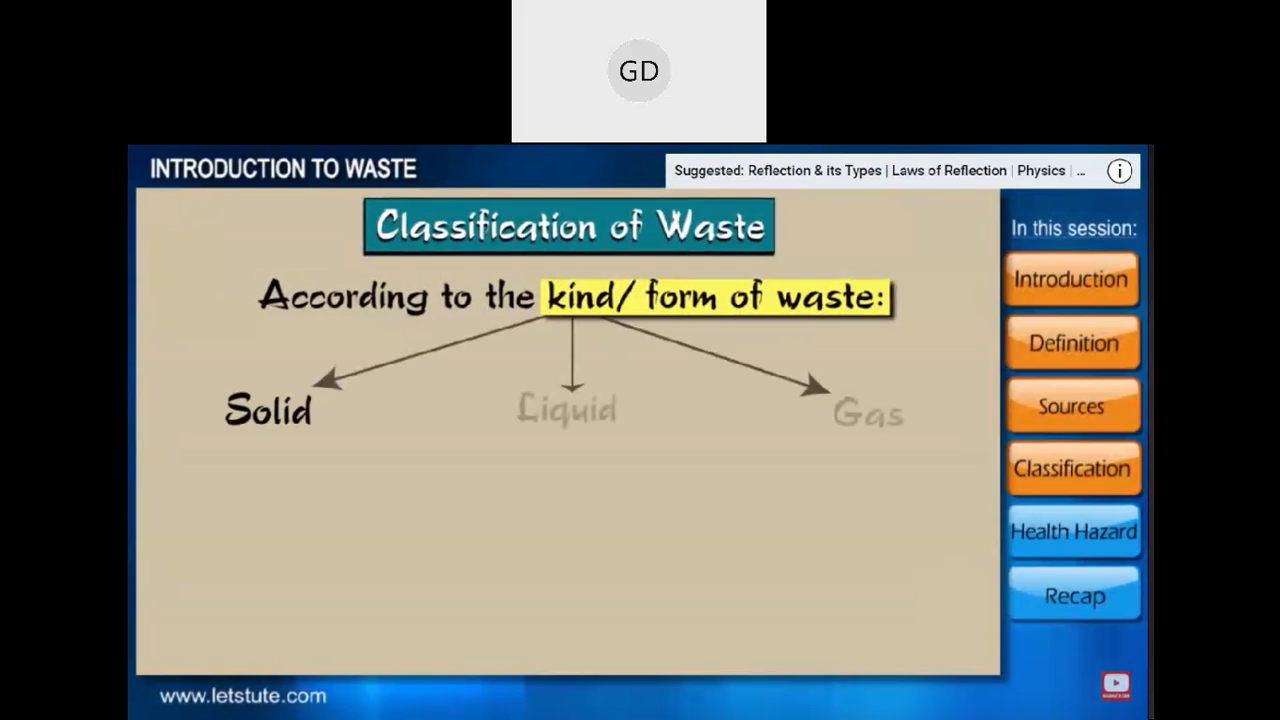 GD
INTRODUCTION TO WASTE
Suggested: Reflection & its Types | Laws of Reflection | Physics | ...
i
Classification of Waste
According to the kind/ form of waste:
Solid
Liquid
Gas
In this session:
Introduction
Definition
Sources
Classification
Health Hazard
Recap
www.letstute.com